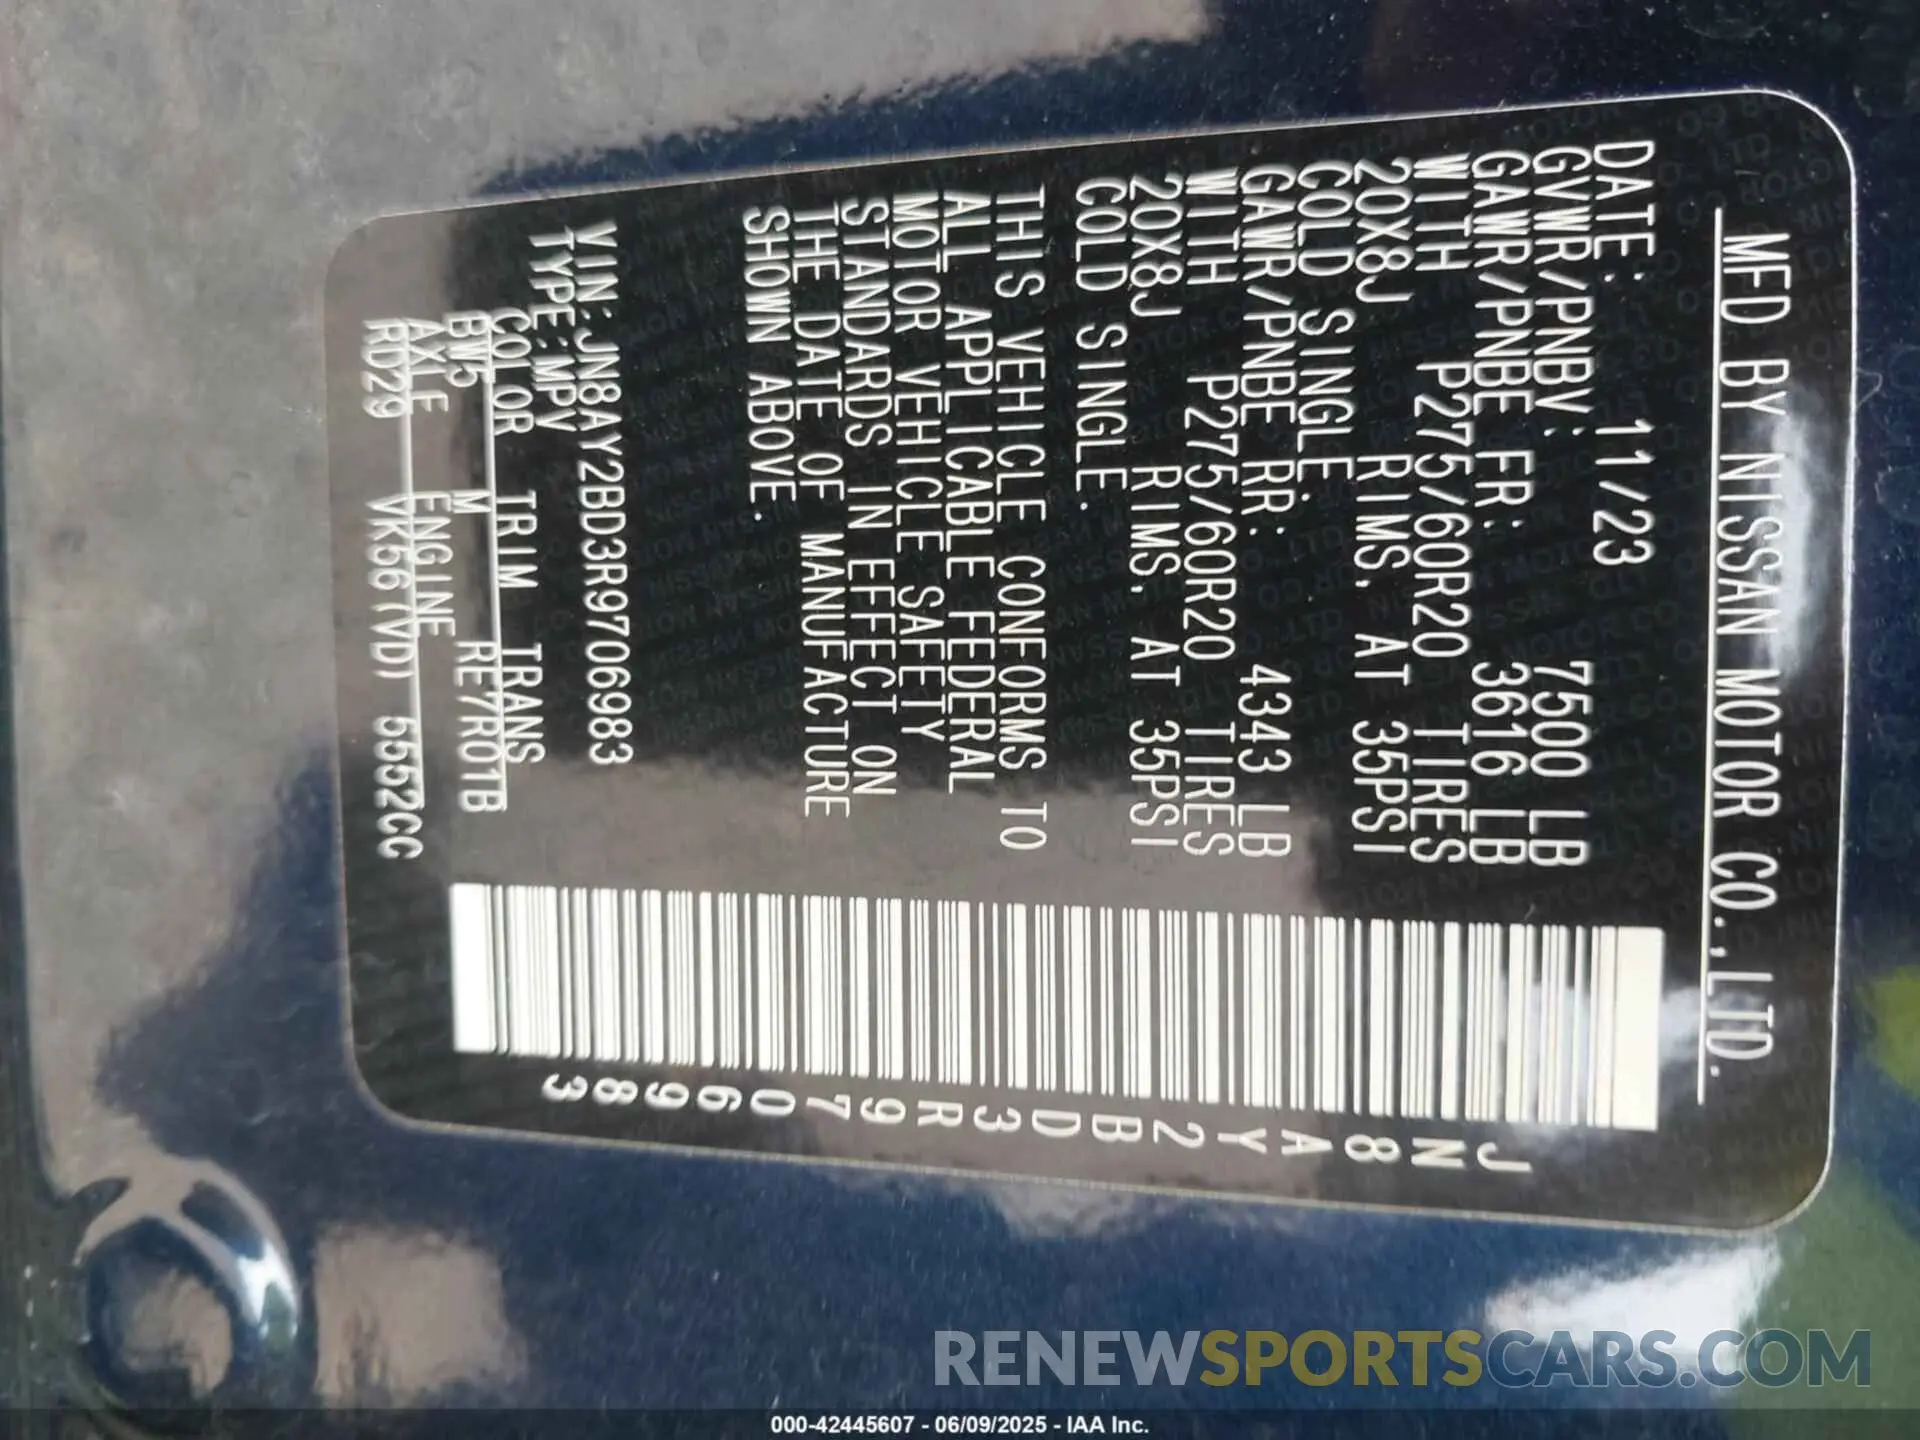 MFD BY NISSAN MOTOR CO.,LTD.
DATE: 11/23
GVWR/PNBV: 7500 LB
GAWR/PNBE FR: 3616 LB
WITH P275/60R20 TIRES
20X8J RIMS, AT 35PSI
COLD SINGLE.
GAWR/PNBE RR: 4343 LB
WITH P275/60R20 TIRES
20X8J RIMS, AT 35PSI
COLD SINGLE.
THIS VEHICLE CONFORMS TO
ALL APPLICABLE FEDERAL
MOTOR VEHICLE SAFETY
STANDARDS IN EFFECT ON
THE DATE OF MANUFACTURE
SHOWN ABOVE.
VIN:JN8AY2BD3R9706983
TYPE:MPV
COLOR TRIM TRANS
BW5 M RE7R01B
AXLE ENGINE
RD29 VK56(VD) 5552CC
JN8AY2BD3R9706983
RENEWSPORTSCARS.COM
000-42445607 - 06/09/2025 - IAA Inc.